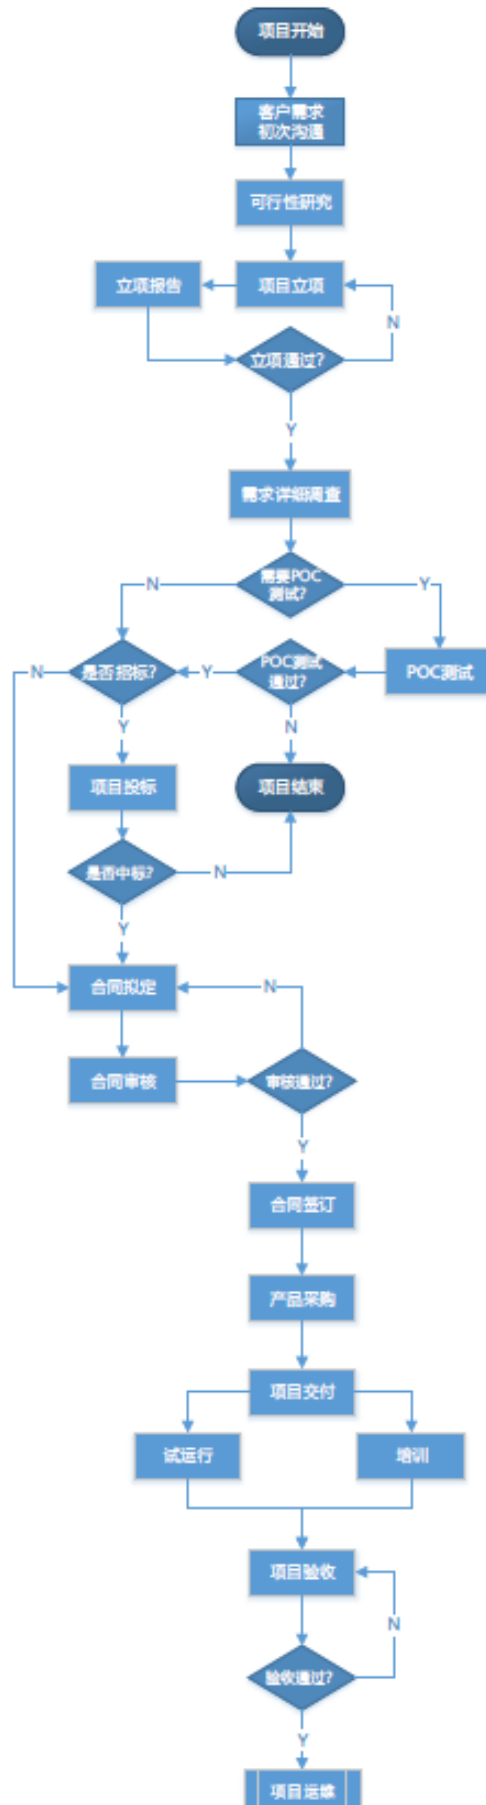 项目开始
客户需求
初次沟通
可行性研究
立项报告
项目立项
N
立项通过?
Y
需求详细调查
需要POC
测试?
N
Y
N
是否招标?
Y
POC测试
通过?
POC测试
Y
N
项目投标
项目结束
是否中标?
N
Y
合同拟定
N
合同审核
审核通过?
Y
合同签订
产品采购
项目交付
试运行
培训
项目验收
N
验收通过?
Y
项目运维